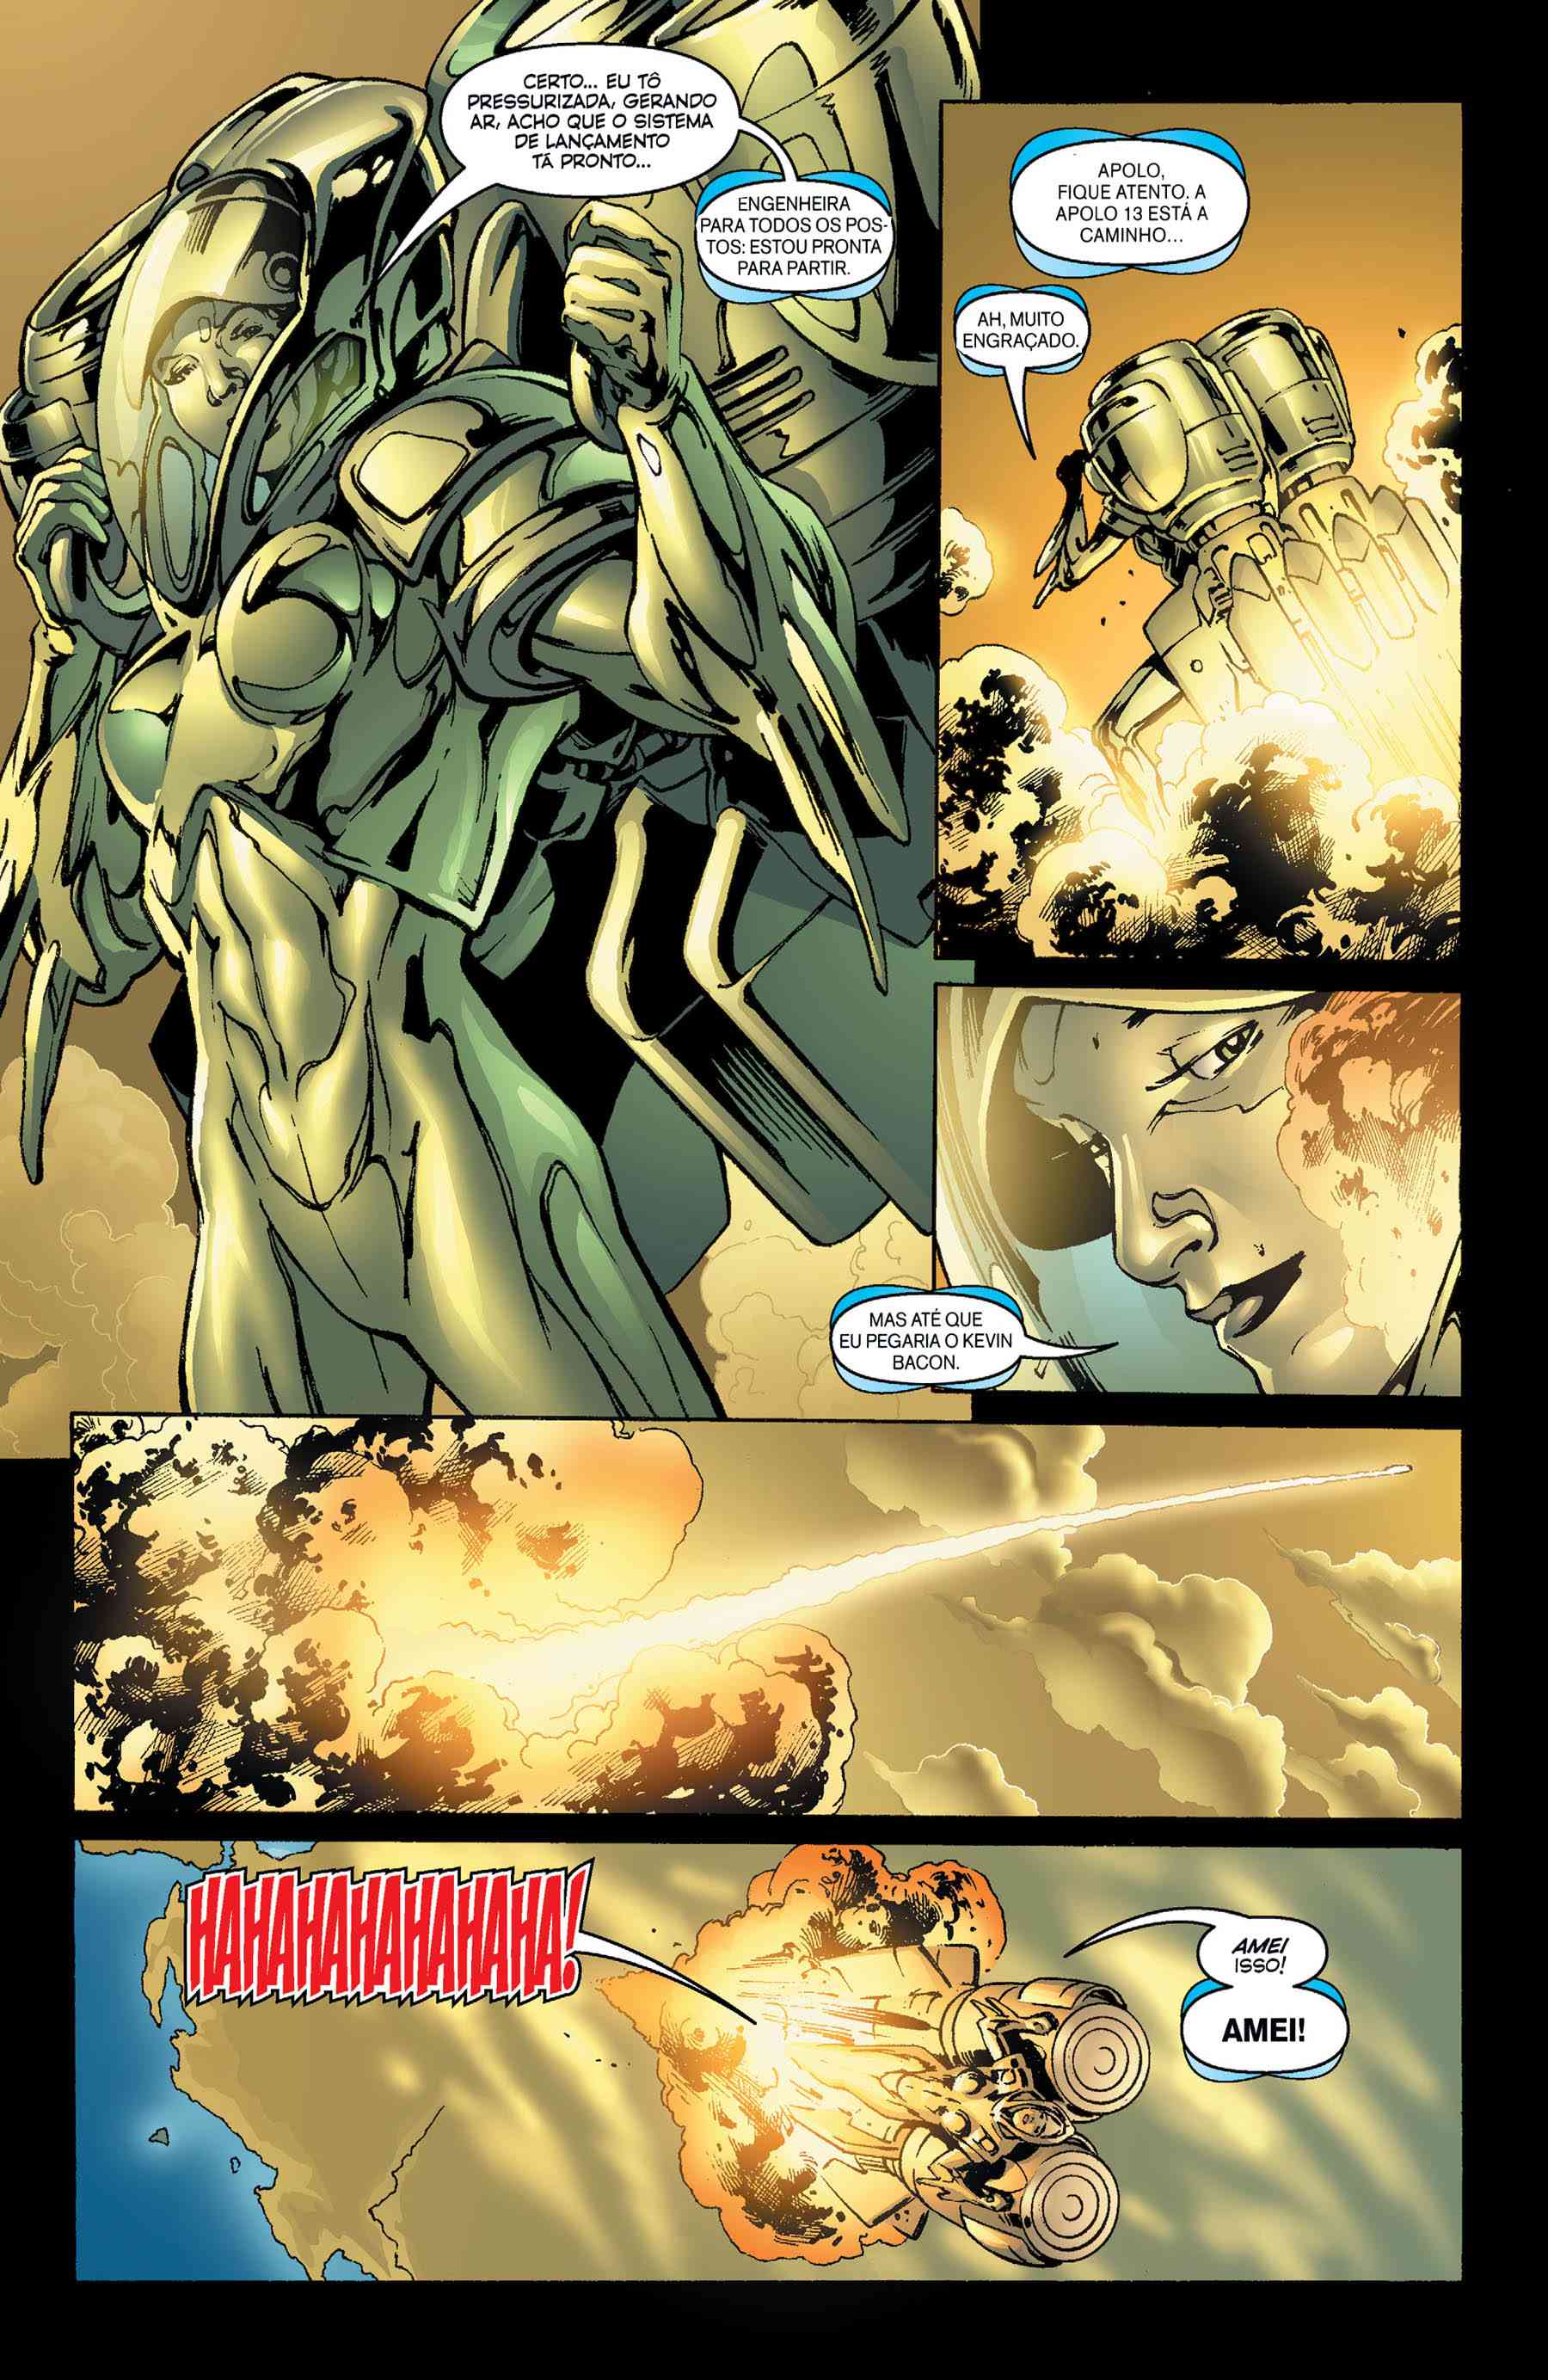 CERTO... EU TÔ
PRESSURIZADA, GERANDO
AR, ACHO QUE O SISTEMA
DE LANÇAMENTO
TÁ PRONTO...
ENGENHEIRA
PARA TODOS OS POS-
TOS: ESTOU PRONTA
PARA PARTIR.
APOLO,
FIQUE ATENTO. A
APOLO 13 ESTÁ A
CAMINHO...
AH, MUITO
ENGRAÇADO.
MAS ATÉ QUE
EU PEGARIA O KEVIN
BACON.
HAHAHAHAHAHAHA!
AMEI
ISSO!
AMEI!